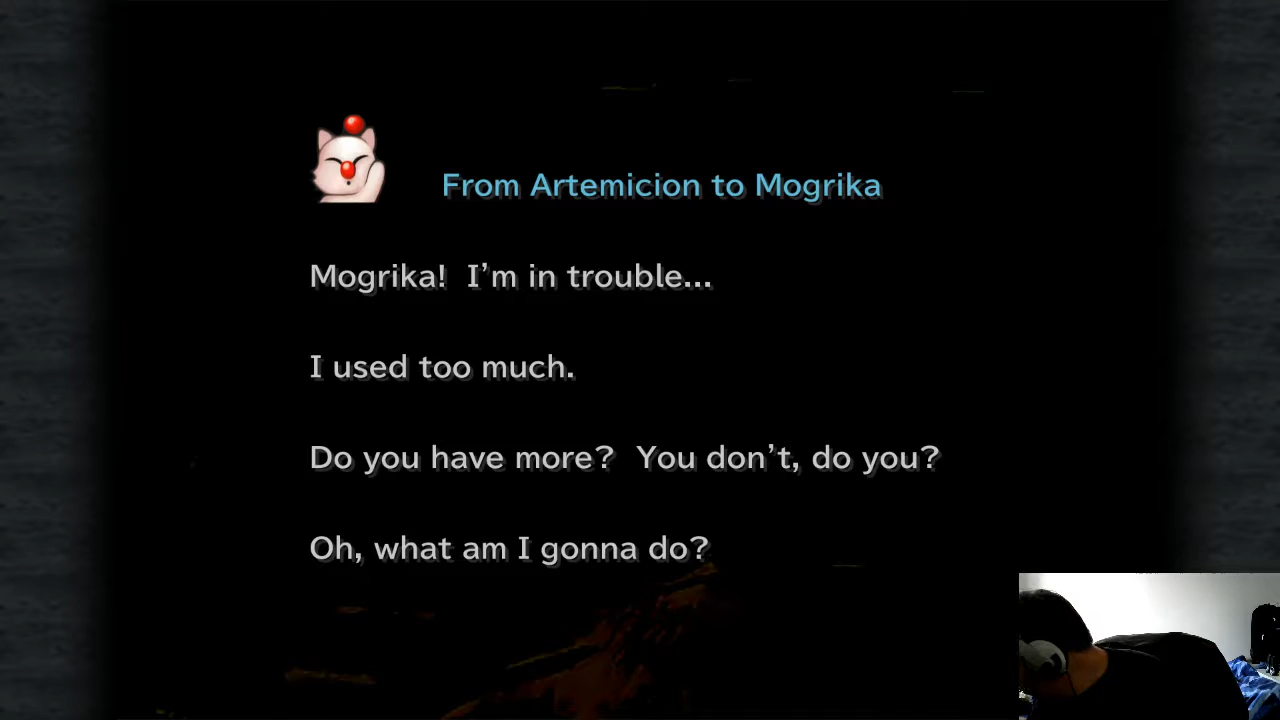 From Artemicion to Mogrika
Mogrika!  I'm in trouble...
I used too much.
Do you have more?  You don't, do you?
Oh, what am I gonna do?